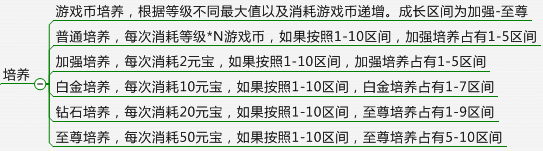 游戏币培养，根据等级不同最大值以及消耗游戏币递增。成长区间为加强-至尊
普通培养，每次消耗等级*N游戏币，如果按照1-10区间，加强培养占有1-5区间
加强培养，每次消耗2元宝，如果按照1-10区间，加强培养占有1-5区间
培养
白金培养，每次消耗10元宝，如果按照1-10区间，白金培养占有1-7区间
钻石培养，每次消耗20元宝，如果按照1-10区间，至尊培养占有1-9区间
至尊培养，每次消耗50元宝，如果按照1-10区间，至尊培养占有5-10区间